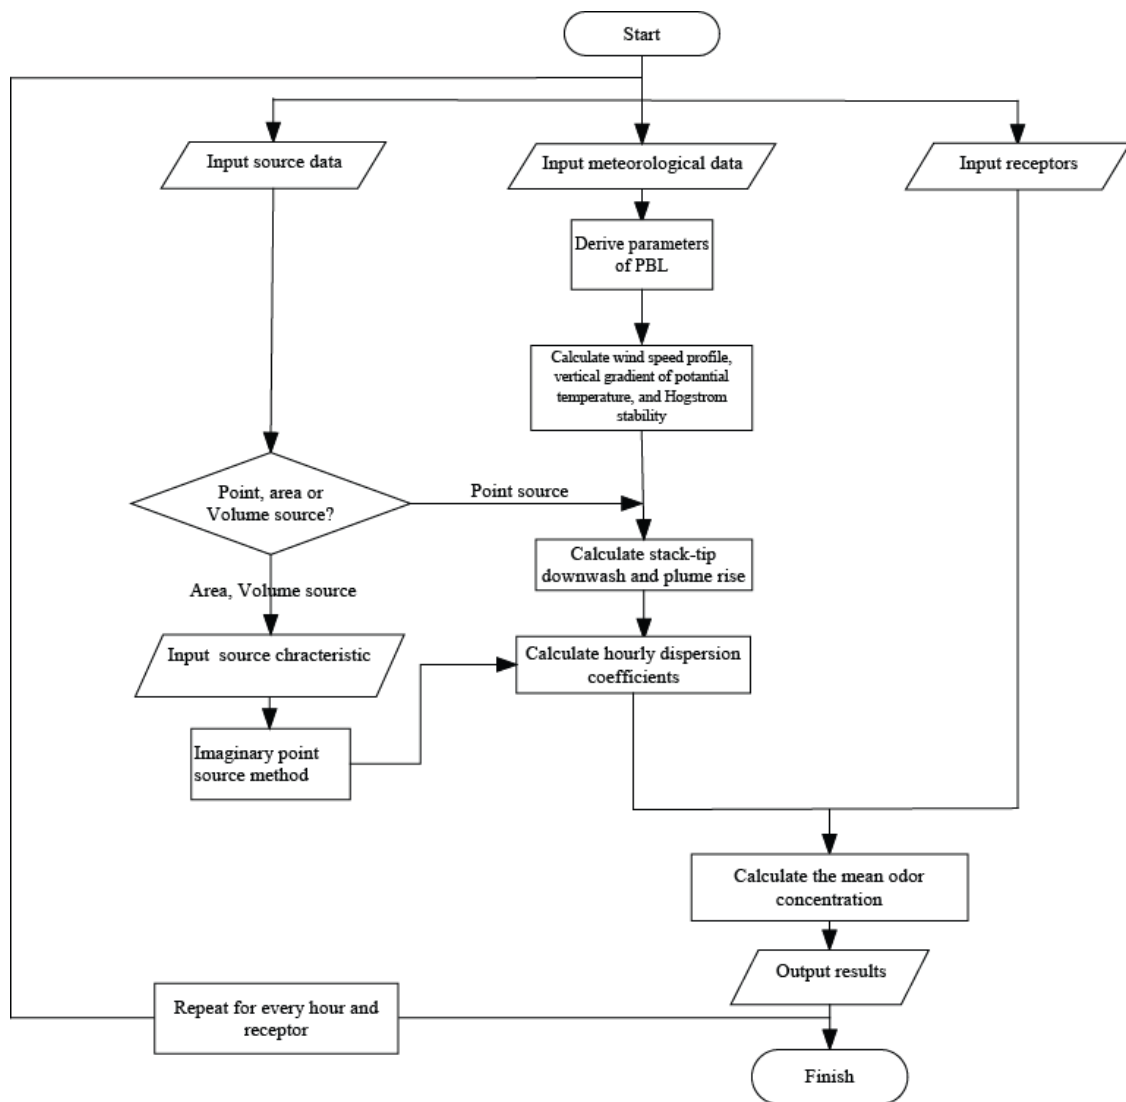 Start
Input source data
Input meteorological data
Input receptors
Derive parameters
of PBL
Calculate wind speed profile,
vertical gradient of potantial
temperature, and Hogstrom
stability
Point, area or
Volume source?
Point source
Calculate stack-tip
downwash and plume rise
Area, Volume source
Input source chracteristic
Calculate hourly dispersion
coefficients
Imaginary point
source method
Calculate the mean odor
concentration
Output results
Repeat for every hour and
receptor
Finish